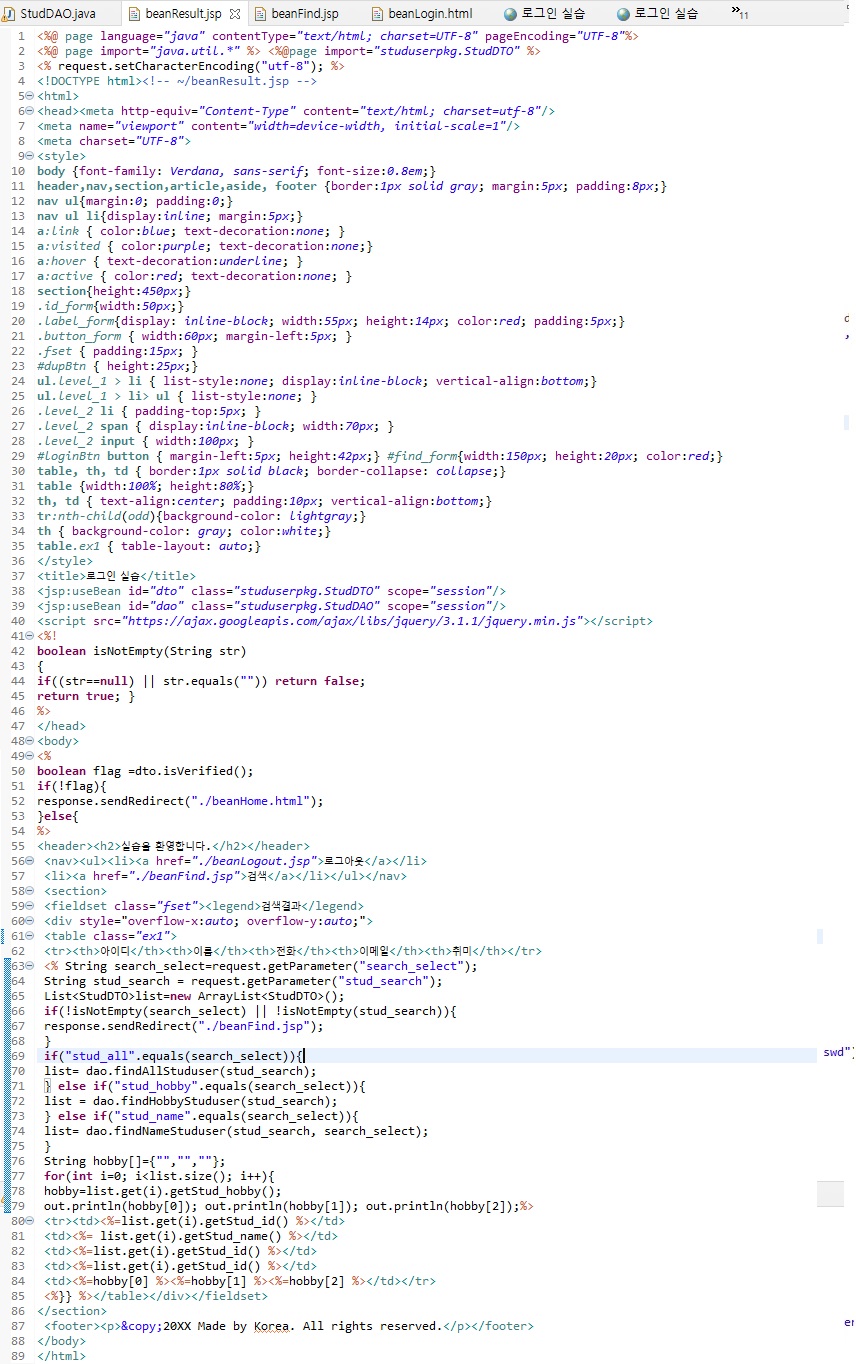 StudDAO.java beanResult.jsp beanFind.jsp beanLogin.html 로그인 실습 로그인 실습 »11
1 <%@ page language="java" contentType="text/html; charset=UTF-8" pageEncoding="UTF-8"%>
2 <%@ page import="java.util.*" %> <%@page import="studuserpkg.StudDTO" %>
3 <% request.setCharacterEncoding("utf-8"); %>
4 <!DOCTYPE html><!-- ~/beanResult.jsp -->
5 <html>
6 <head><meta http-equiv="Content-Type" content="text/html; charset=utf-8"/>
7 <meta name="viewport" content="width=device-width, initial-scale=1"/>
8 <meta charset="UTF-8">
9 <style>
10 body {font-family: Verdana, sans-serif; font-size:0.8em;}
11 header,nav,section,article,aside, footer {border:1px solid gray; margin:5px; padding:8px;}
12 nav ul{margin:0; padding:0;}
13 nav ul li{display:inline; margin:5px;}
14 a:link { color:blue; text-decoration:none; }
15 a:visited { color:purple; text-decoration:none;}
16 a:hover { text-decoration:underline; }
17 a:active { color:red; text-decoration:none; }
18 section{height:450px;}
19 .id_form{width:50px;}
20 .label_form{display: inline-block; width:55px; height:14px; color:red; padding:5px;}
21 .button_form { width:60px; margin-left:5px; }
22 .fset { padding:15px; }
23 #dupBtn { height:25px;}
24 ul.level_1 > li { list-style:none; display:inline-block; vertical-align:bottom;}
25 ul.level_1 > li> ul { list-style:none; }
26 .level_2 li { padding-top:5px; }
27 .level_2 span { display:inline-block; width:70px; }
28 .level_2 input { width:100px; }
29 #loginBtn button { margin-left:5px; height:42px;} #find_form{width:150px; height:20px; color:red;}
30 table, th, td { border:1px solid black; border-collapse: collapse;}
31 table {width:100%; height:80%;}
32 th, td { text-align:center; padding:10px; vertical-align:bottom;}
33 tr:nth-child(odd){background-color: lightgray;}
34 th { background-color: gray; color:white;}
35 table.ex1 { table-layout: auto;}
36 </style>
37 <title>로그인 실습</title>
38 <jsp:useBean id="dto" class="studuserpkg.StudDTO" scope="session"/>
39 <jsp:useBean id="dao" class="studuserpkg.StudDAO" scope="session"/>
40 <script src="https://ajax.googleapis.com/ajax/libs/jquery/3.1.1/jquery.min.js"></script>
41 <%!
42 boolean isNotEmpty(String str)
43 {
44 if((str==null) || str.equals("")) return false;
45 return true; }
46 %>
47 </head>
48 <body>
49 <%
50 boolean flag =dto.isVerified();
51 if(!flag){
52 response.sendRedirect("./beanHome.html");
53 }else{
54 %>
55 <header><h2>실습을 환영합니다.</h2></header>
56 <nav><ul><li><a href="./beanLogout.jsp">로그아웃</a></li>
57 <li><a href="./beanFind.jsp">검색</a></li></ul></nav>
58 <section>
59 <fieldset class="fset"><legend>검색결과</legend>
60 <div style="overflow-x:auto; overflow-y:auto;">
61 <table class="ex1">
62 <tr><th>아이디</th><th>이름</th><th>전화</th><th>이메일</th><th>취미</th></tr>
63 <% String search_select=request.getParameter("search_select");
64 String stud_search = request.getParameter("stud_search");
65 List<StudDTO>list=new ArrayList<StudDTO>();
66 if(!isNotEmpty(search_select) || !isNotEmpty(stud_search)){
67 response.sendRedirect("./beanFind.jsp");
68 }
69 if("stud_all".equals(search_select)){
70 list= dao.findAllStuduser(stud_search);
71 } else if("stud_hobby".equals(search_select)){
72 list = dao.findHobbyStuduser(stud_search);
73 } else if("stud_name".equals(search_select)){
74 list= dao.findNameStuduser(stud_search, search_select);
75 }
76 String hobby[]={"","",""};
77 for(int i=0; i<list.size(); i++){
78 hobby=list.get(i).getStud_hobby();
79 out.println(hobby[0]); out.println(hobby[1]); out.println(hobby[2]);%>
80 <tr><td><%=list.get(i).getStud_id() %></td>
81 <td><%= list.get(i).getStud_name() %></td>
82 <td><%=list.get(i).getStud_id() %></td>
83 <td><%=list.get(i).getStud_id() %></td>
84 <td><%=hobby[0] %><%=hobby[1] %><%=hobby[2] %></td></tr>
85 <%}} %></table></div></fieldset>
86 </section>
87 <footer><p>&copy;20XX Made by Korea. All rights reserved.</p></footer>
88 </body>
89 </html>
swd")